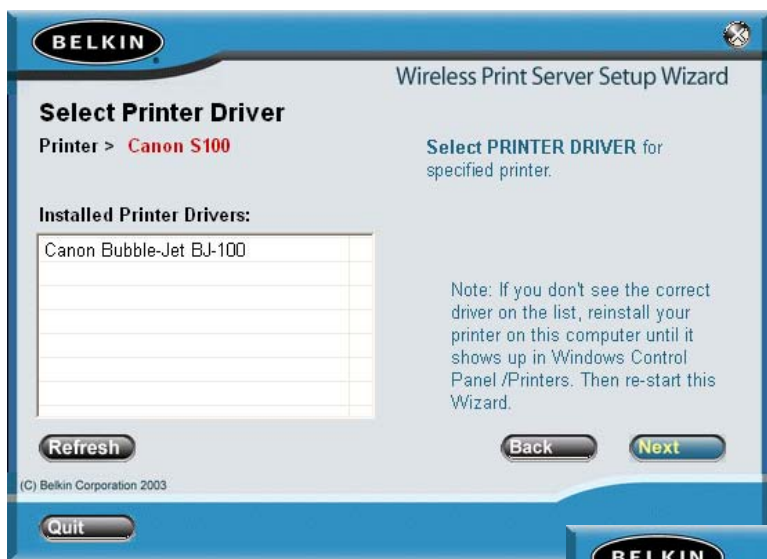 BELKIN
Wireless Print Server Setup Wizard
Select Printer Driver
Printer > Canon S100
Select PRINTER DRIVER for
specified printer.
Installed Printer Drivers:
Canon Bubble-Jet BJ-100
Note: If you don't see the correct
driver on the list, reinstall your
printer on this computer until it
shows up in Windows Control
Panel /Printers. Then re-start this
Wizard.
Refresh
Back
Next
(C) Belkin Corporation 2003
Quit
BELKIN